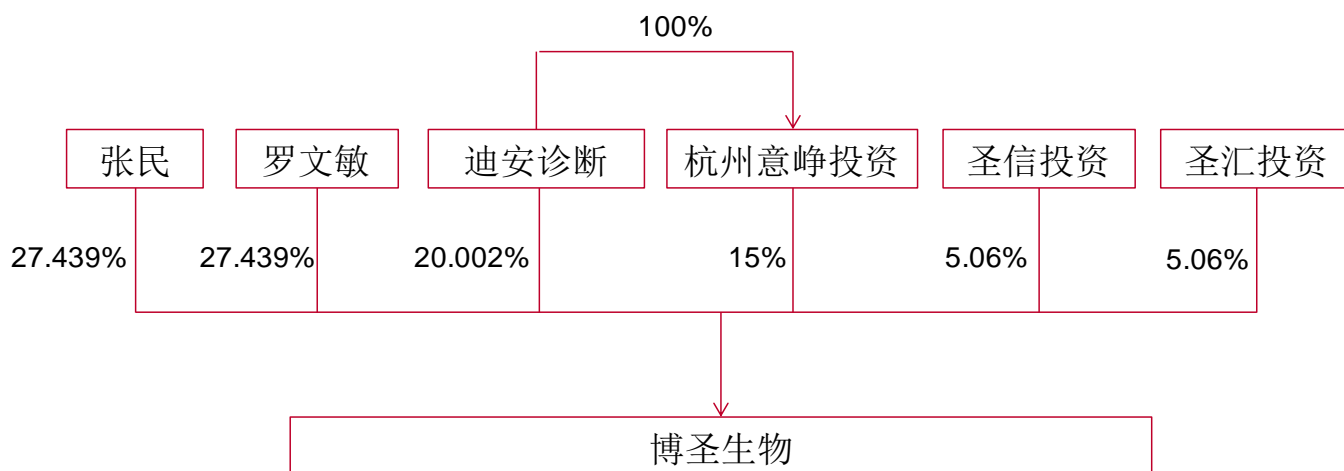 100%
张民
罗文敏
迪安诊断
杭州意峥投资
圣信投资
圣汇投资
27.439%
27.439%
20.002%
15%
5.06%
5.06%
博圣生物